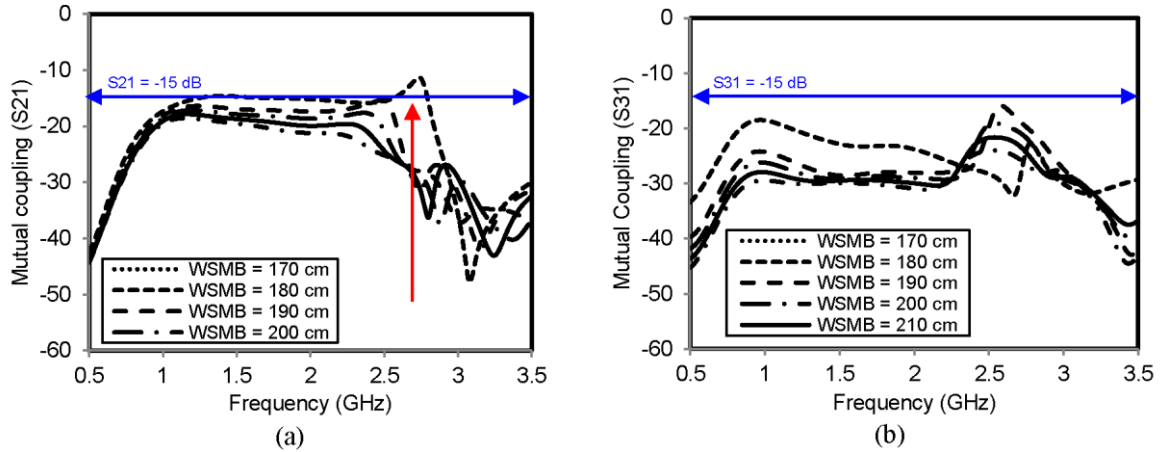 0
-10
-20
-30
-40
-50
-60
Mutual coupling (S21)
S21 = -15 dB
WSMB = 170 cm
WSMB = 180 cm
WSMB = 190 cm
WSMB = 200 cm
0.5
1
1.5
2
2.5
3
3.5
Frequency (GHz)
(a)
0
-10
-20
-30
-40
-50
-60
Mutual Coupling (S31)
S31 = -15 dB
WSMB = 170 cm
WSMB = 180 cm
WSMB = 190 cm
WSMB = 200 cm
WSMB = 210 cm
0.5
1
1.5
2
2.5
3
3.5
Frequency (GHz)
(b)